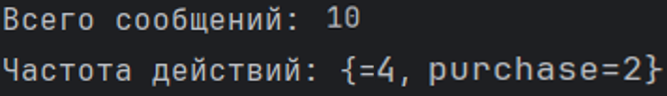 Всего сообщений: 10
Частота действий: {=4, purchase=2}